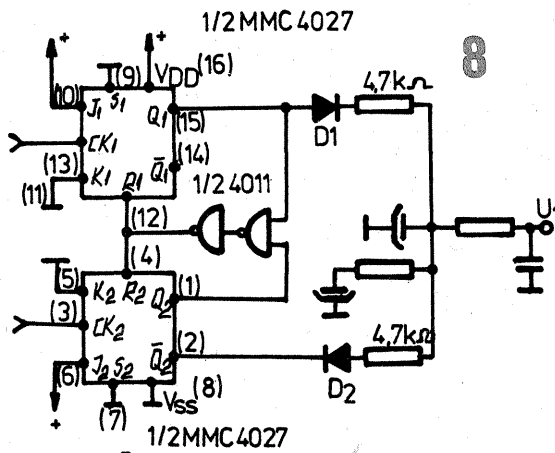 1/2 MMC 4027
8
+
+
(9)
VDD (16)
4,7kΩ
(10)
J1
S1
Q1
(15)
D1
CK1
(14)
(13)
K1
Q̅1
1/2 4011
(11)
R1
(12)
U
(4)
(5)
K2
R2
Q2
(1)
(3)
CK2
(2)
4,7kΩ
Q̅2
(6)
J2
S2
D2
+
(7)
VSS (8)
1/2 MMC 4027